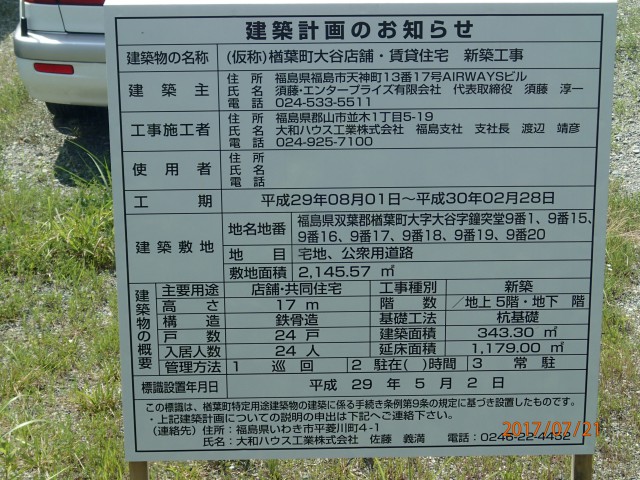 建築計画のお知らせ
建築物の名称 (仮称)楢葉町大谷店舗・賃貸住宅 新築工事
建築主 住所 福島県福島市天神町13番17号AIRWAYSビル
氏名 須藤・エンタープライズ有限会社 代表取締役 須藤 淳一
電話 024-533-5511
工事施工者 住所 福島県郡山市並木1丁目5-19
氏名 大和ハウス工業株式会社 福島支社 支社長 渡辺 靖彦
電話 024-925-7100
使用者 住所
氏名
電話
工期 平成29年08月01日～平成30年02月28日
建築敷地 地名地番 福島県双葉郡楢葉町大字大谷字鐘突堂9番1、9番15、
9番16、9番17、9番18、9番19、9番20
地目 宅地、公衆用道路
敷地面積 2,145.57 ㎡
建築物の概要 主要用途 店舗・共同住宅 工事種別 新築
高さ 17 m 階数 /地上 5階・地下 階
構造 鉄骨造 基礎工法 杭基礎
戸数 24戸 建築面積 343.30 ㎡
入居人数 24人 延床面積 1,179.00 ㎡
管理方法 1 巡回 2 駐在( )時間 3 常駐
標識設置年月日 平成 29 年 5 月 2 日
この標識は、楢葉町特定用途建築物の建築に係る手続き条例第9条の規定に基づき設置したものです。
・上記建築計画についての説明の申出は下記へご連絡下さい。
(連絡先) 住所：福島県いわき市平菱川町4-1
氏名：大和ハウス工業株式会社 佐藤 義満 電話：0246-22-4432
2017/07/21